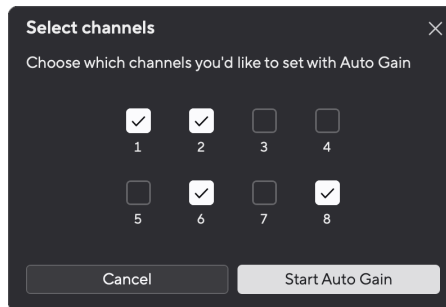 Select channels
Choose which channels you'd like to set with Auto Gain
1 2 3 4
5 6 7 8
Cancel Start Auto Gain